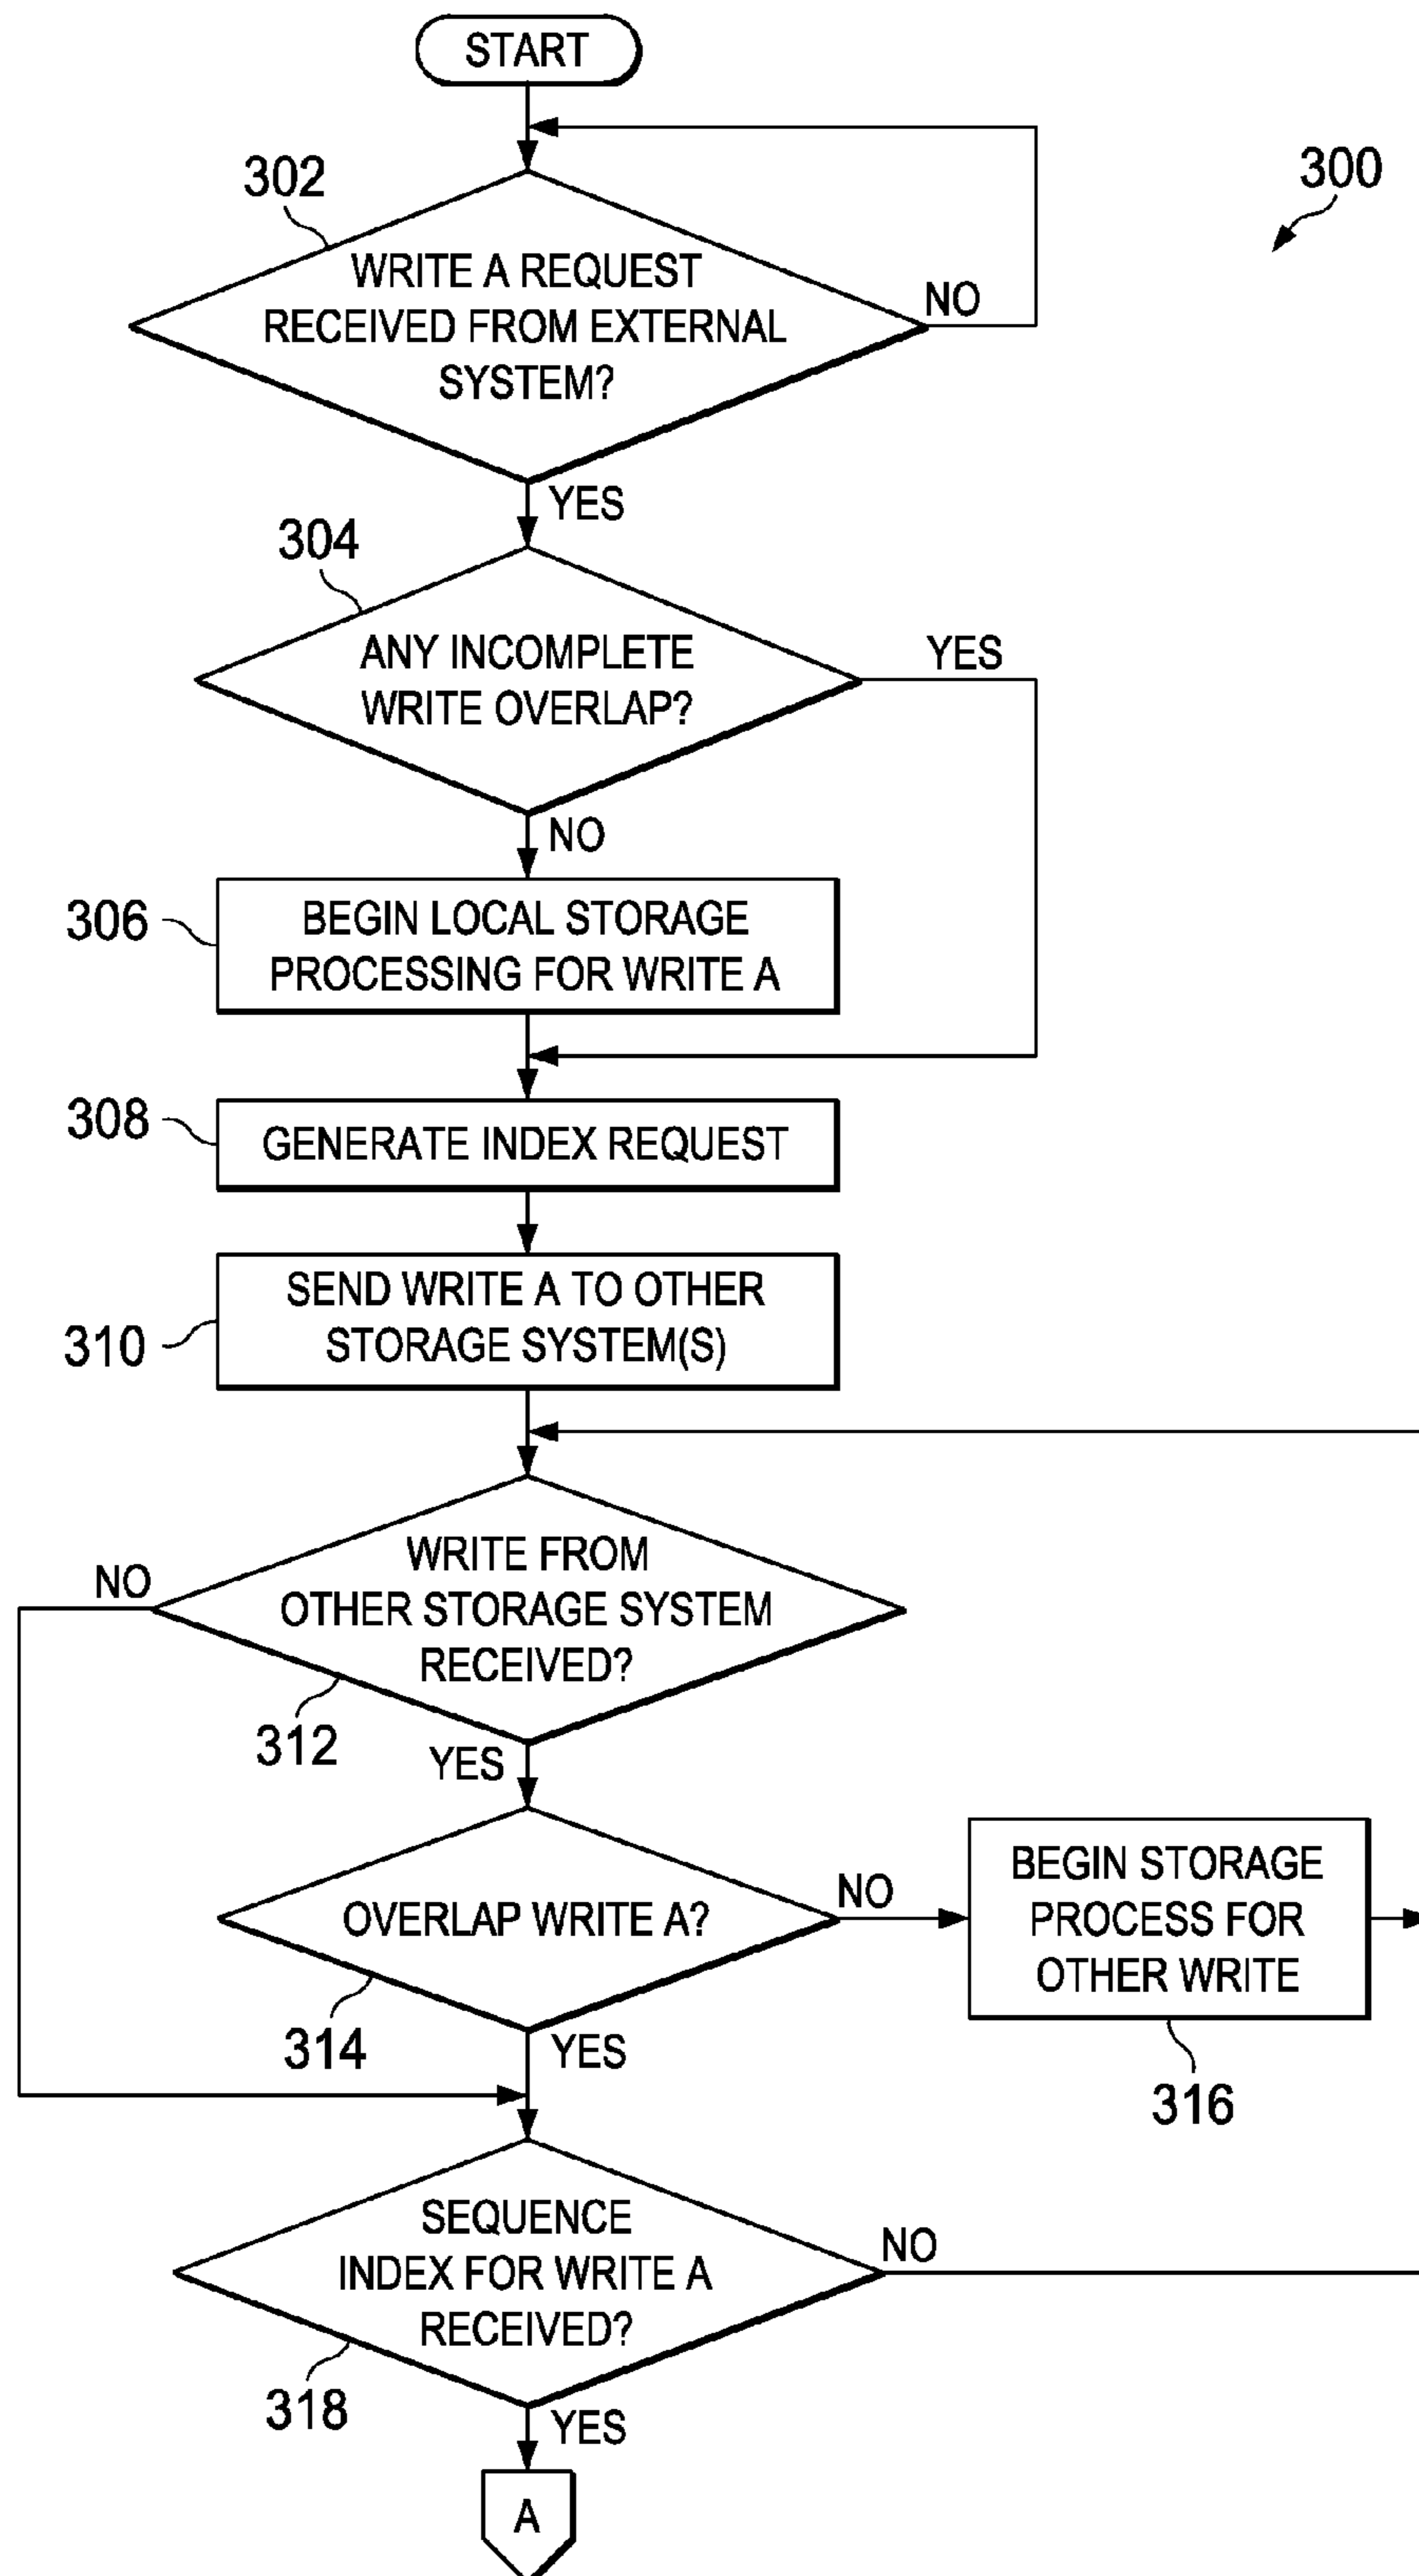 START
302
300
WRITE A REQUEST
RECEIVED FROM EXTERNAL
SYSTEM?
NO
YES
304
ANY INCOMPLETE
WRITE OVERLAP?
YES
NO
306
BEGIN LOCAL STORAGE
PROCESSING FOR WRITE A
308
GENERATE INDEX REQUEST
310
SEND WRITE A TO OTHER
STORAGE SYSTEM(S)
NO
WRITE FROM
OTHER STORAGE SYSTEM
RECEIVED?
312
YES
OVERLAP WRITE A?
NO
BEGIN STORAGE
PROCESS FOR
OTHER WRITE
314
YES
316
SEQUENCE
INDEX FOR WRITE A
RECEIVED?
NO
318
YES
A